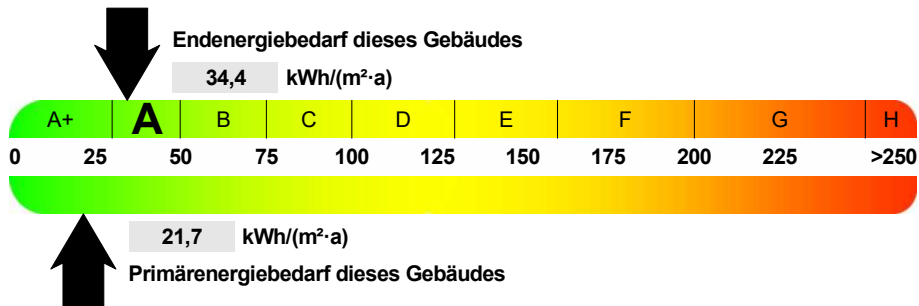 Endenergiebedarf dieses Gebäudes
34,4 kWh/(m²·a)
A+ A B C D E F G H
0 25 50 75 100 125 150 175 200 225 >250
21,7 kWh/(m²·a)
Primärenergiebedarf dieses Gebäudes